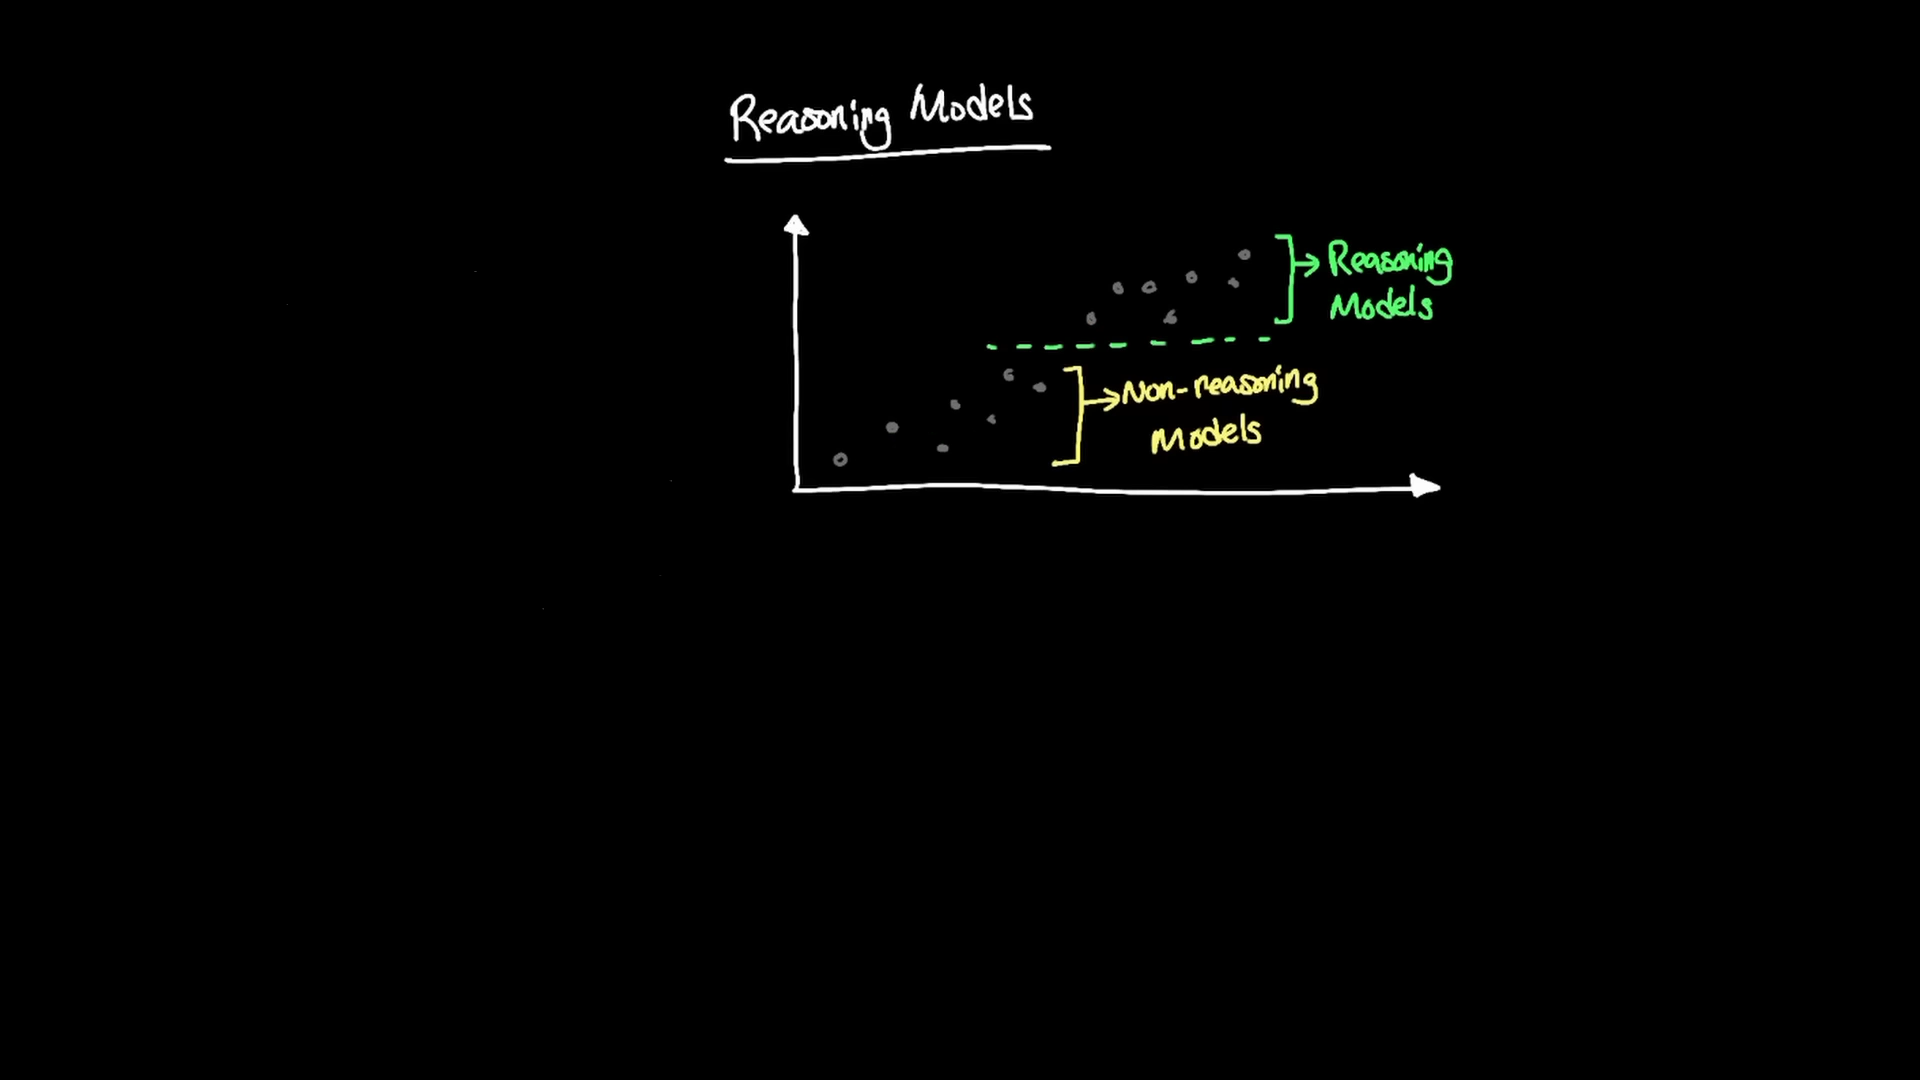 Reasoning Models
Reasoning
Models
Non-reasoning
Models